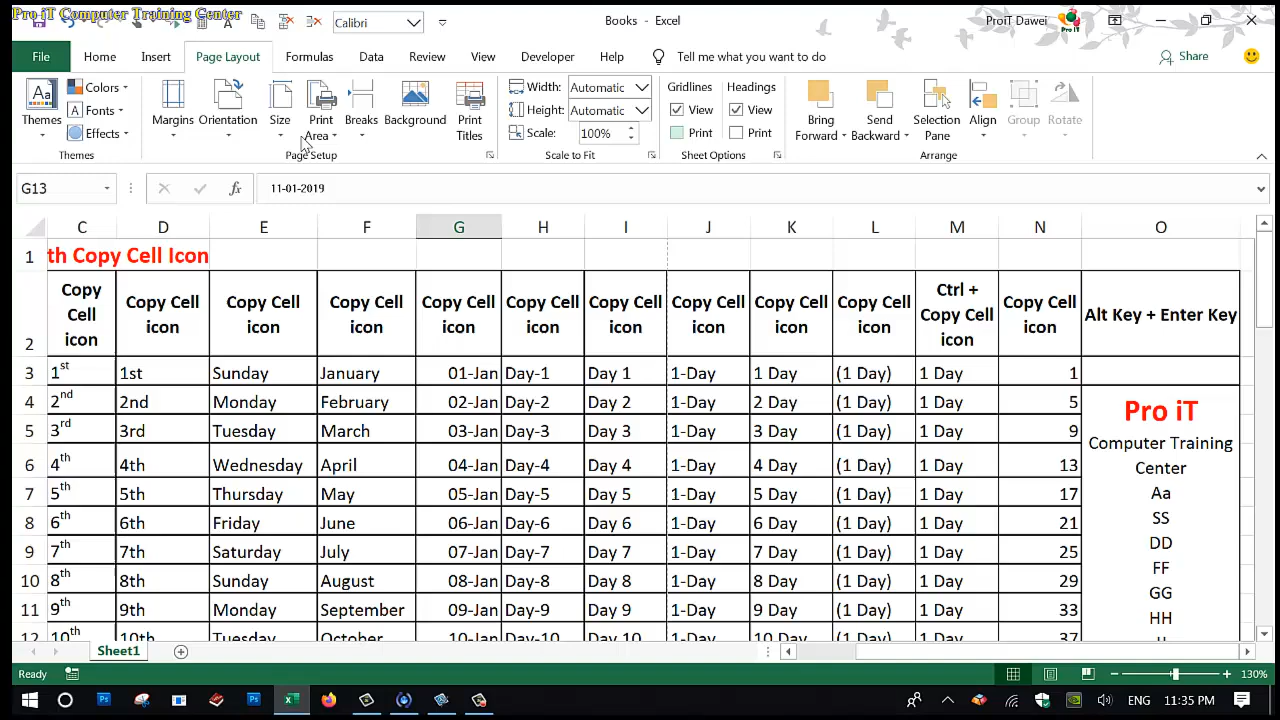 Pro iT Computer Training Center
Calibri
Books - Excel
ProiT Dawei
Pro iT
File Home Insert Page Layout Formulas Data Review View Developer Help Tell me what you want to do Share
Themes
Colors
Fonts
Effects
Themes
Margins
Orientation
Size
Print Area
Breaks
Background
Print Titles
Page Setup
Width: Automatic
Height: Automatic
Scale: 100%
Scale to Fit
Gridlines
View
Print
Headings
View
Print
Sheet Options
Bring Forward
Send Backward
Selection Pane
Align
Group
Rotate
Arrange
G13 fx 11-01-2019
C D E F G H I J K L M N O
1 th Copy Cell Icon
2 Copy Cell icon Copy Cell icon Copy Cell icon Copy Cell icon Copy Cell icon Copy Cell icon Copy Cell icon Copy Cell icon Copy Cell icon Copy Cell icon Ctrl + Copy Cell icon Copy Cell icon Alt Key + Enter Key
3 1st 1st Sunday January 01-Jan Day-1 Day 1 1-Day 1 Day (1 Day) 1 Day 1
4 2nd 2nd Monday February 02-Jan Day-2 Day 2 1-Day 2 Day (1 Day) 1 Day 5
5 3rd 3rd Tuesday March 03-Jan Day-3 Day 3 1-Day 3 Day (1 Day) 1 Day 9
6 4th 4th Wednesday April 04-Jan Day-4 Day 4 1-Day 4 Day (1 Day) 1 Day 13
7 5th 5th Thursday May 05-Jan Day-5 Day 5 1-Day 5 Day (1 Day) 1 Day 17
8 6th 6th Friday June 06-Jan Day-6 Day 6 1-Day 6 Day (1 Day) 1 Day 21
9 7th 7th Saturday July 07-Jan Day-7 Day 7 1-Day 7 Day (1 Day) 1 Day 25
10 8th 8th Sunday August 08-Jan Day-8 Day 8 1-Day 8 Day (1 Day) 1 Day 29
11 9th 9th Monday September 09-Jan Day-9 Day 9 1-Day 9 Day (1 Day) 1 Day 33
12 10th 10th Tuesday October 10-Jan Day-10 Day 10 1-Day 10 Day (1 Day) 1 Day 37
Pro iT
Computer Training
Center
Aa
SS
DD
FF
GG
HH
Sheet1
Ready
130%
ENG 11:35 PM